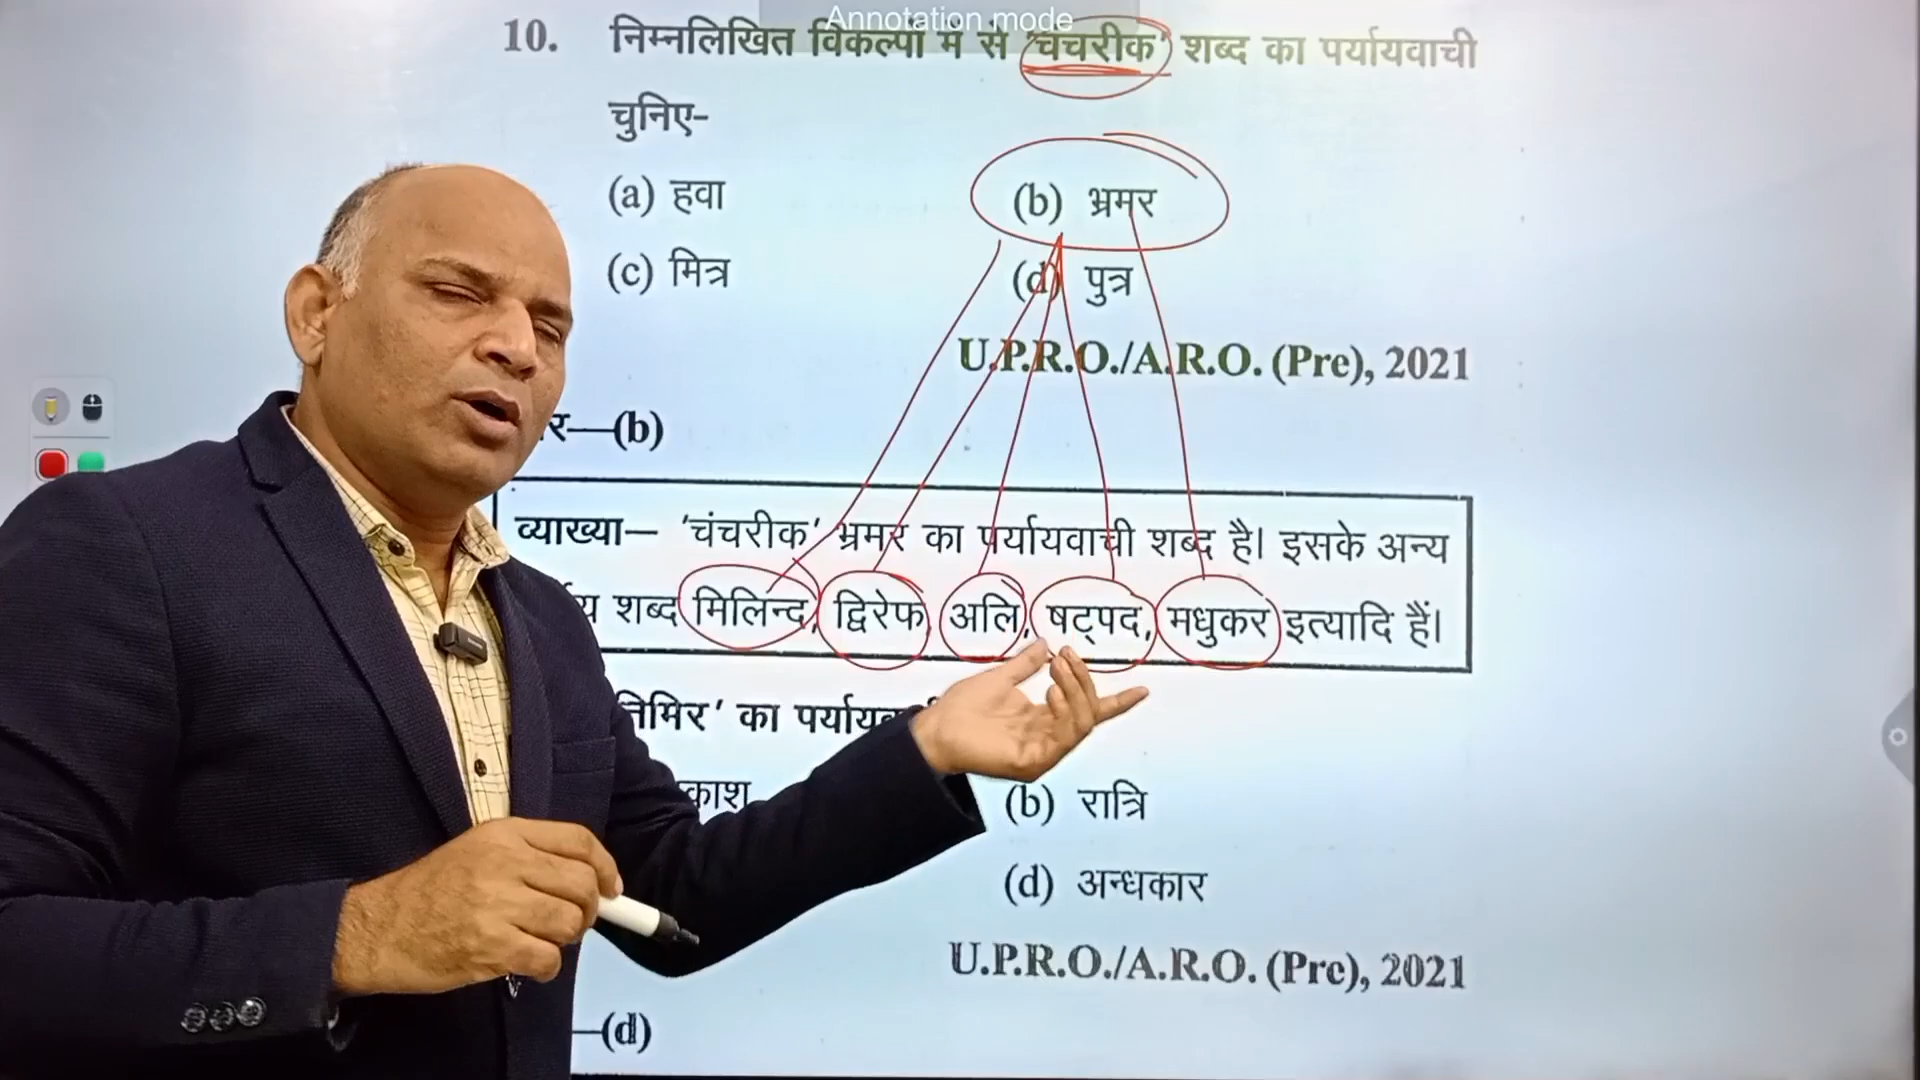 Annotation mode
10. निम्नलिखित विकल्पों में से 'चंचरीक' शब्द का पर्यायवाची
चुनिए-
(a) हवा (b) भ्रमर
(c) मित्र (d) पुत्र
U.P.R.O./A.R.O. (Pre), 2021
र—(b)
व्याख्या— 'चंचरीक' भ्रमर का पर्यायवाची शब्द है। इसके अन्य
य शब्द मिलिन्द, द्विरेफ, अलि, षट्पद, मधुकर इत्यादि हैं।
तिमिर' का
काश (b) रात्रि
(d) अन्धकार
U.P.R.O./A.R.O. (Pre), 2021
—(d)